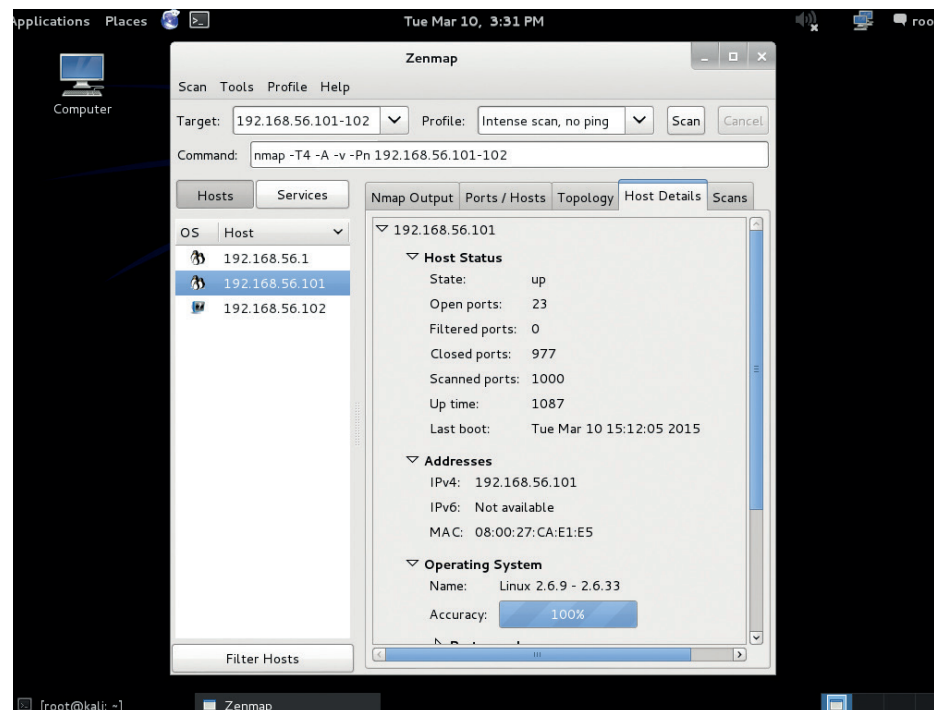 Applications Places Tue Mar 10, 3:31 PM roo
Computer
Zenmap
Scan Tools Profile Help
Target: 192.168.56.101-102 Profile: Intense scan, no ping Scan Cancel
Command: nmap -T4 -A -v -Pn 192.168.56.101-102
Hosts Services
Nmap Output Ports / Hosts Topology Host Details Scans
OS Host
192.168.56.1
192.168.56.101
192.168.56.102
192.168.56.101
Host Status
State: up
Open ports: 23
Filtered ports: 0
Closed ports: 977
Scanned ports: 1000
Up time: 1087
Last boot: Tue Mar 10 15:12:05 2015
Addresses
IPv4: 192.168.56.101
IPv6: Not available
MAC: 08:00:27:CA:E1:E5
Operating System
Name: Linux 2.6.9 - 2.6.33
Accuracy: 100%
Filter Hosts
[root@kali: ~] Zenmap